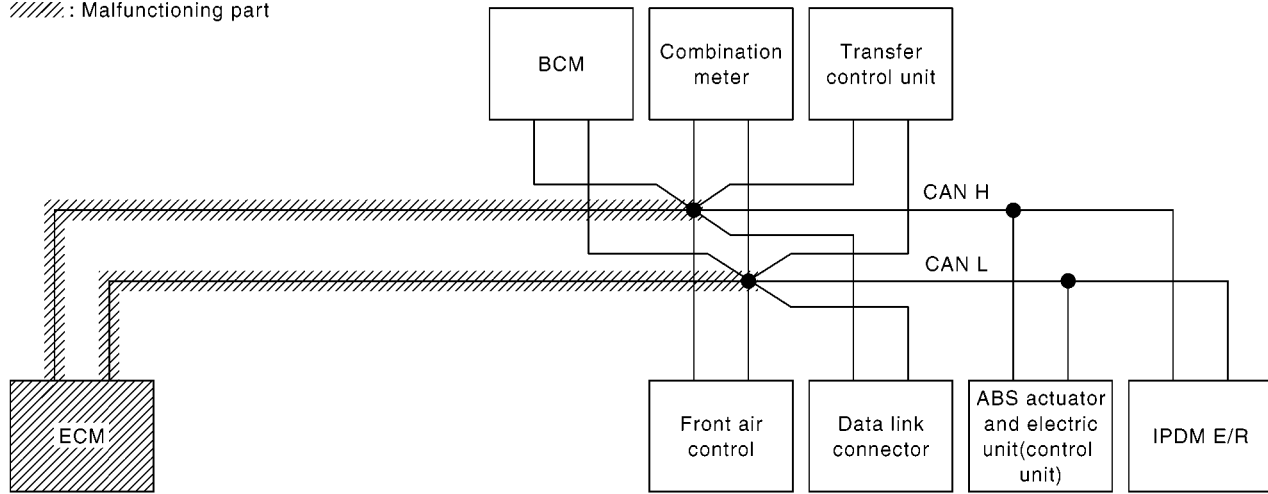 : Malfunctioning part
BCM
Combination
meter
Transfer
control unit
CAN H
CAN L
ECM
Front air
control
Data link
connector
ABS actuator
and electric
unit(control
unit)
IPDM E/R